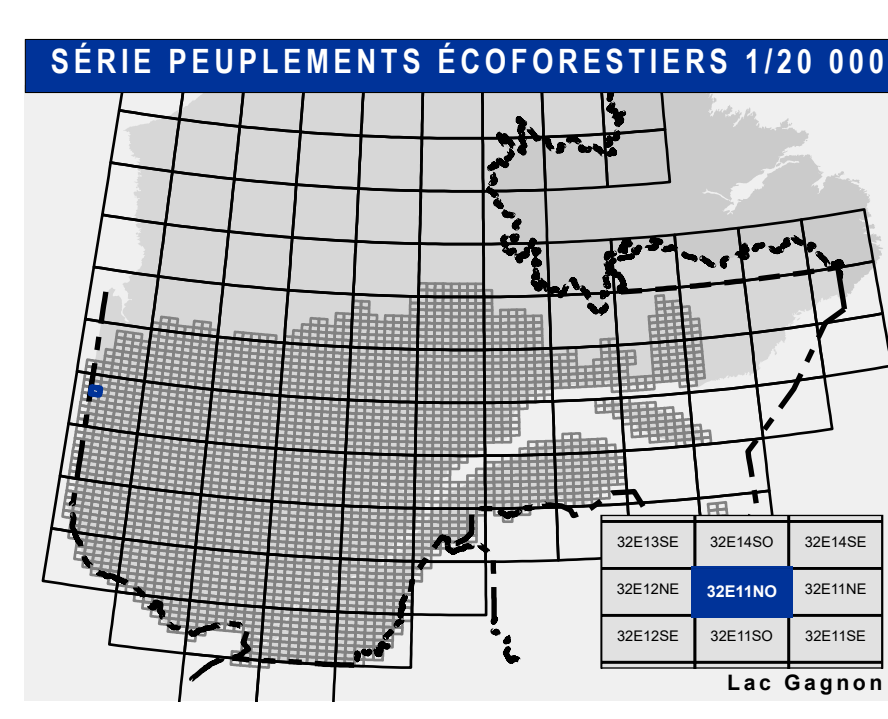 SÉRIE PEUPLEMENTS ÉCOFORESTIERS 1/20 000
32E13SE 32E14SO 32E14SE
32E12NE 32E11NO 32E11NE
32E12SE 32E11SO 32E11SE
Lac Gagnon